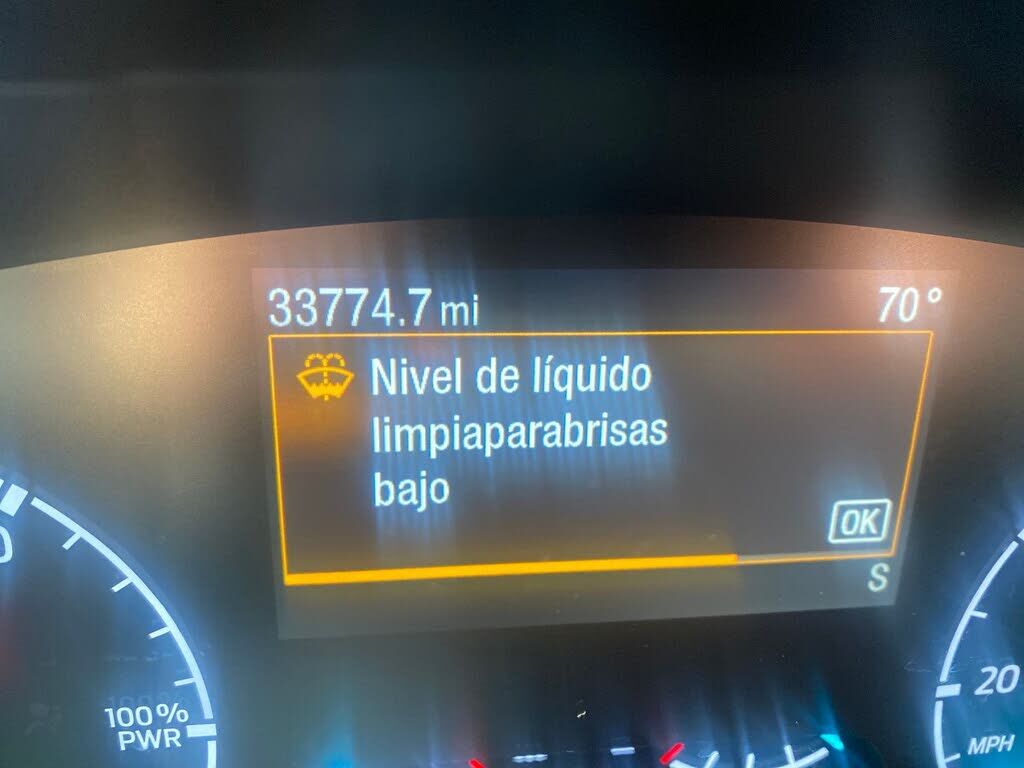 33774.7 mi 70°
Nivel de líquido
limpiaparabrisas
bajo
OK
S
100%
PWR
20
MPH